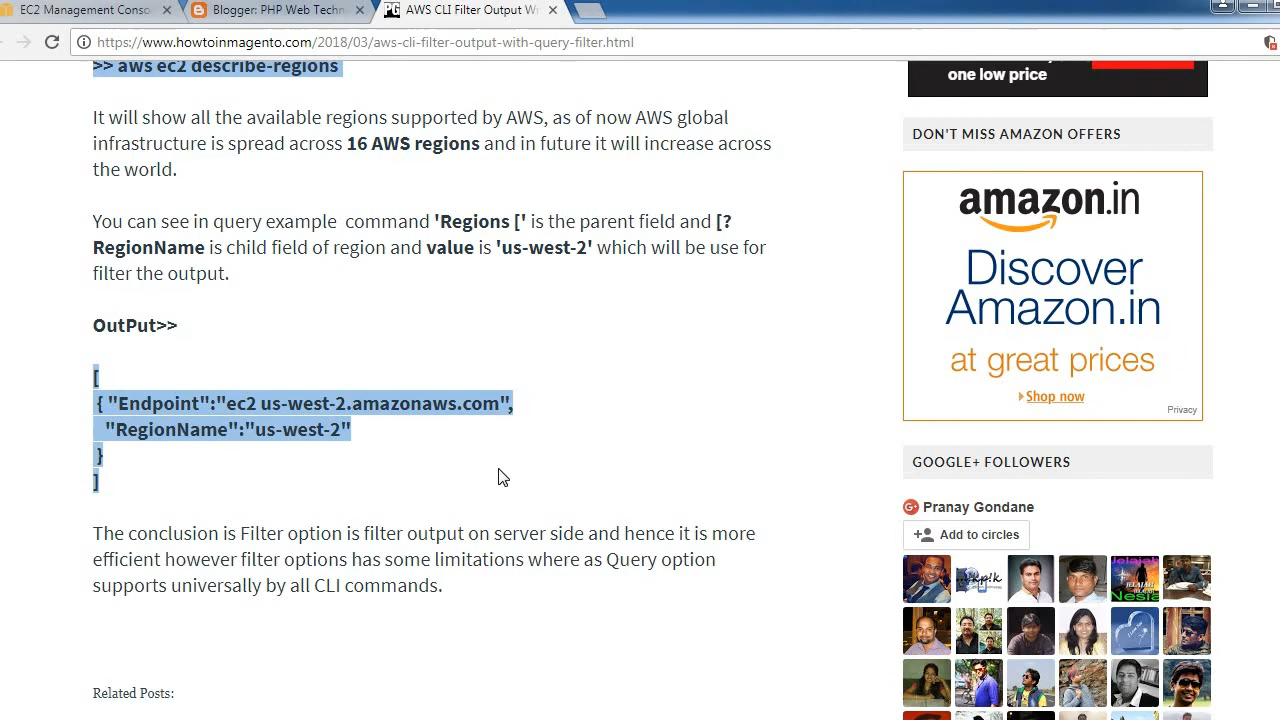 EC2 Management Conso
Blogger: PHP Web Techn
AWS CLI Filter Output W
https://www.howtoinmagento.com/2018/03/aws-cli-filter-output-with-query-filter.html
>> aws ec2 describe-regions
It will show all the available regions supported by AWS, as of now AWS global
infrastructure is spread across 16 AWS regions and in future it will increase across
the world.
You can see in query example command 'Regions [' is the parent field and [?
RegionName is child field of region and value is 'us-west-2' which will be use for
filter the output.
OutPut>>
[
{ "Endpoint":"ec2 us-west-2.amazonaws.com",
"RegionName":"us-west-2"
}
]
The conclusion is Filter option is filter output on server side and hence it is more
efficient however filter options has some limitations where as Query option
supports universally by all CLI commands.
Related Posts:
one low price
DON'T MISS AMAZON OFFERS
amazon.in
Discover
Amazon.in
at great prices
Shop now
Privacy
GOOGLE+ FOLLOWERS
Pranay Gondane
Add to circles